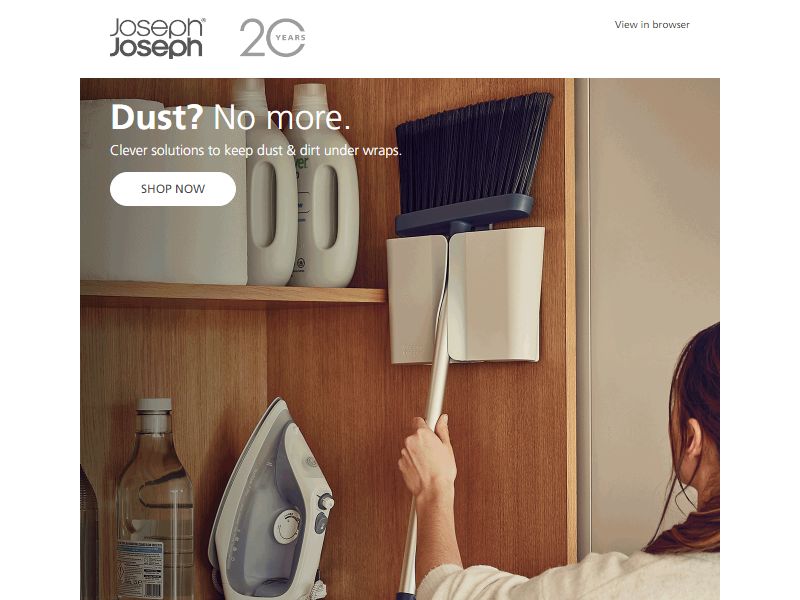 Joseph®
Joseph
20 YEARS
View in browser
Dust? No more.
Clever solutions to keep dust & dirt under wraps.
SHOP NOW